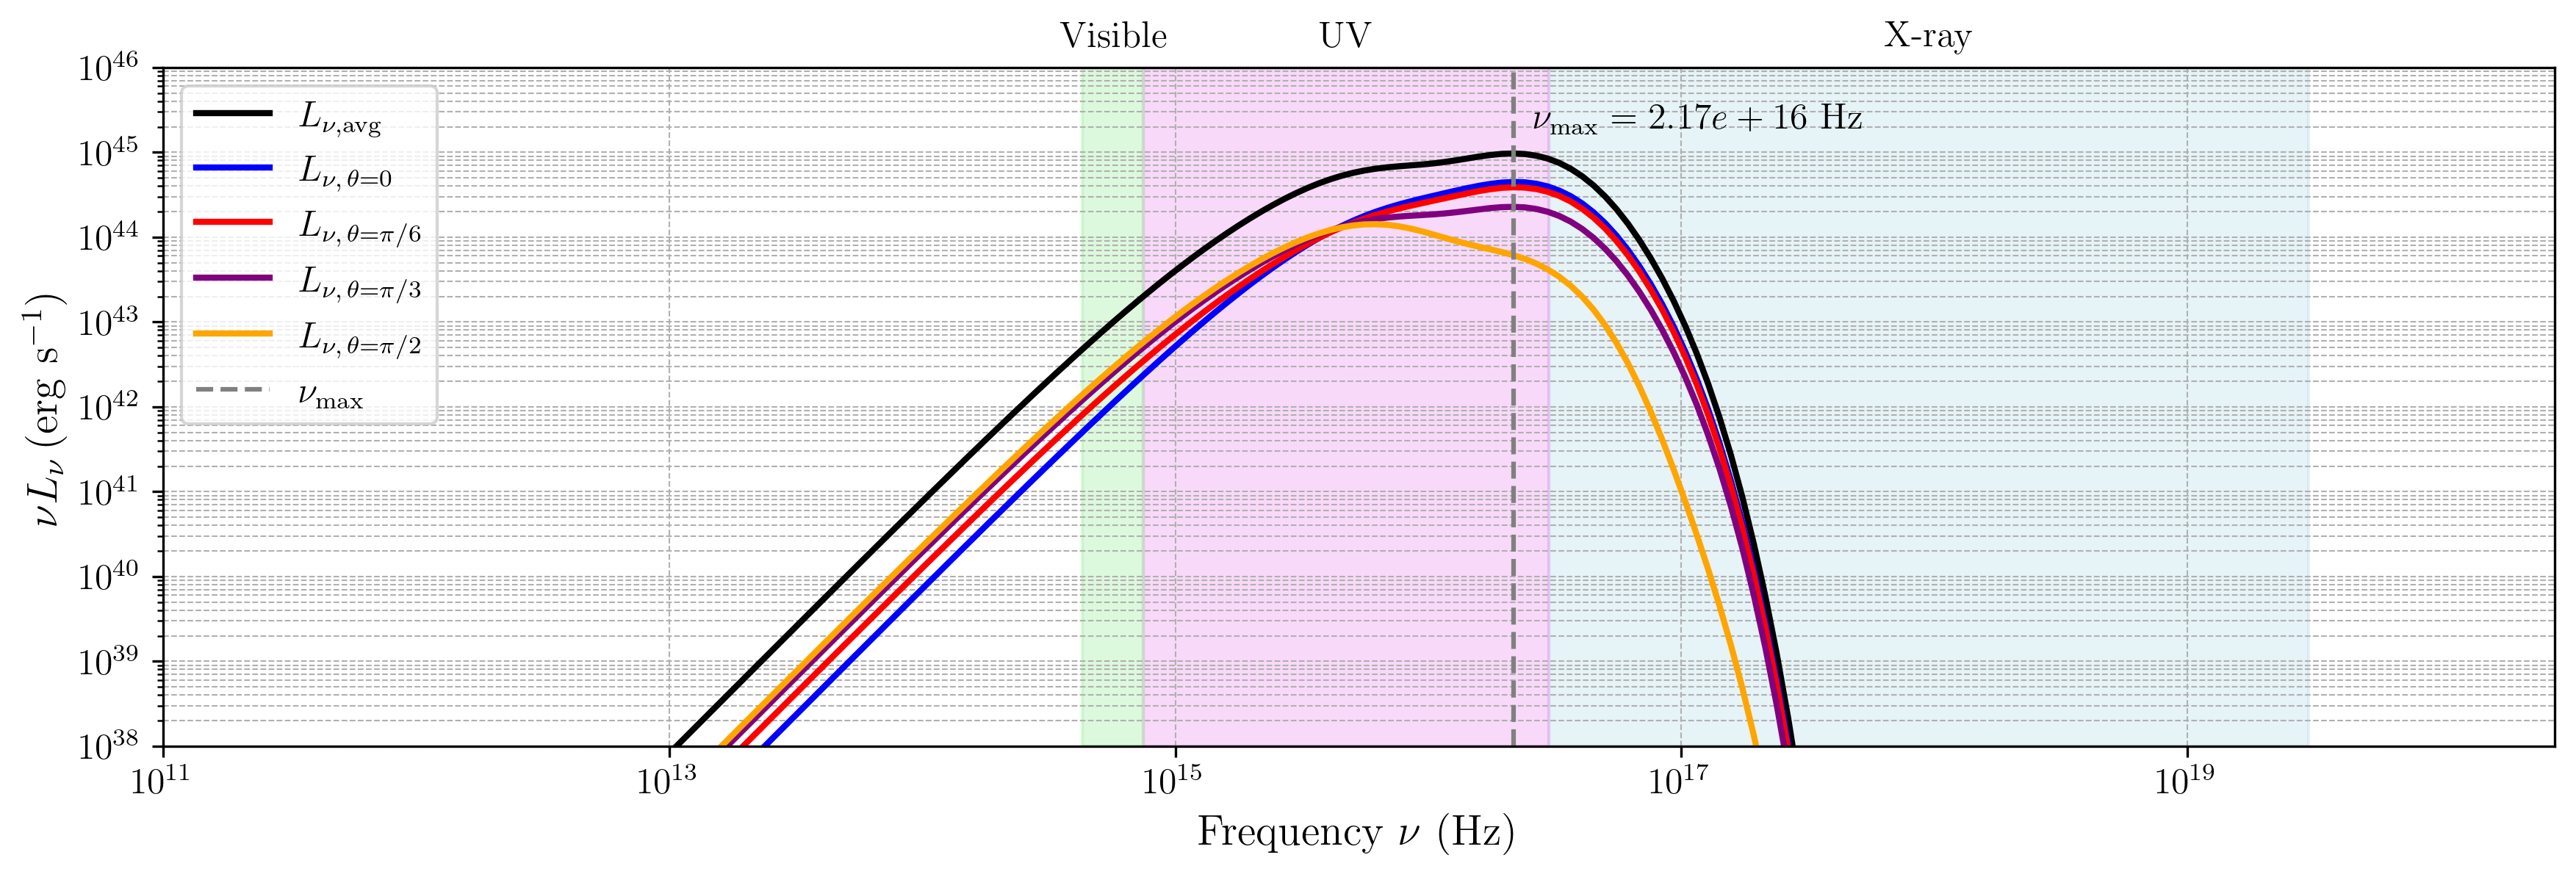 Visible UV X-ray
10^46
10^45
10^44
10^43
10^42
10^41
10^40
10^39
10^38
νL_ν (erg s^−1)
L_ν,avg
L_ν, θ=0
L_ν, θ=π/6
L_ν, θ=π/3
L_ν, θ=π/2
ν_max
ν_max = 2.17e + 16 Hz
10^11 10^13 10^15 10^17 10^19
Frequency ν (Hz)